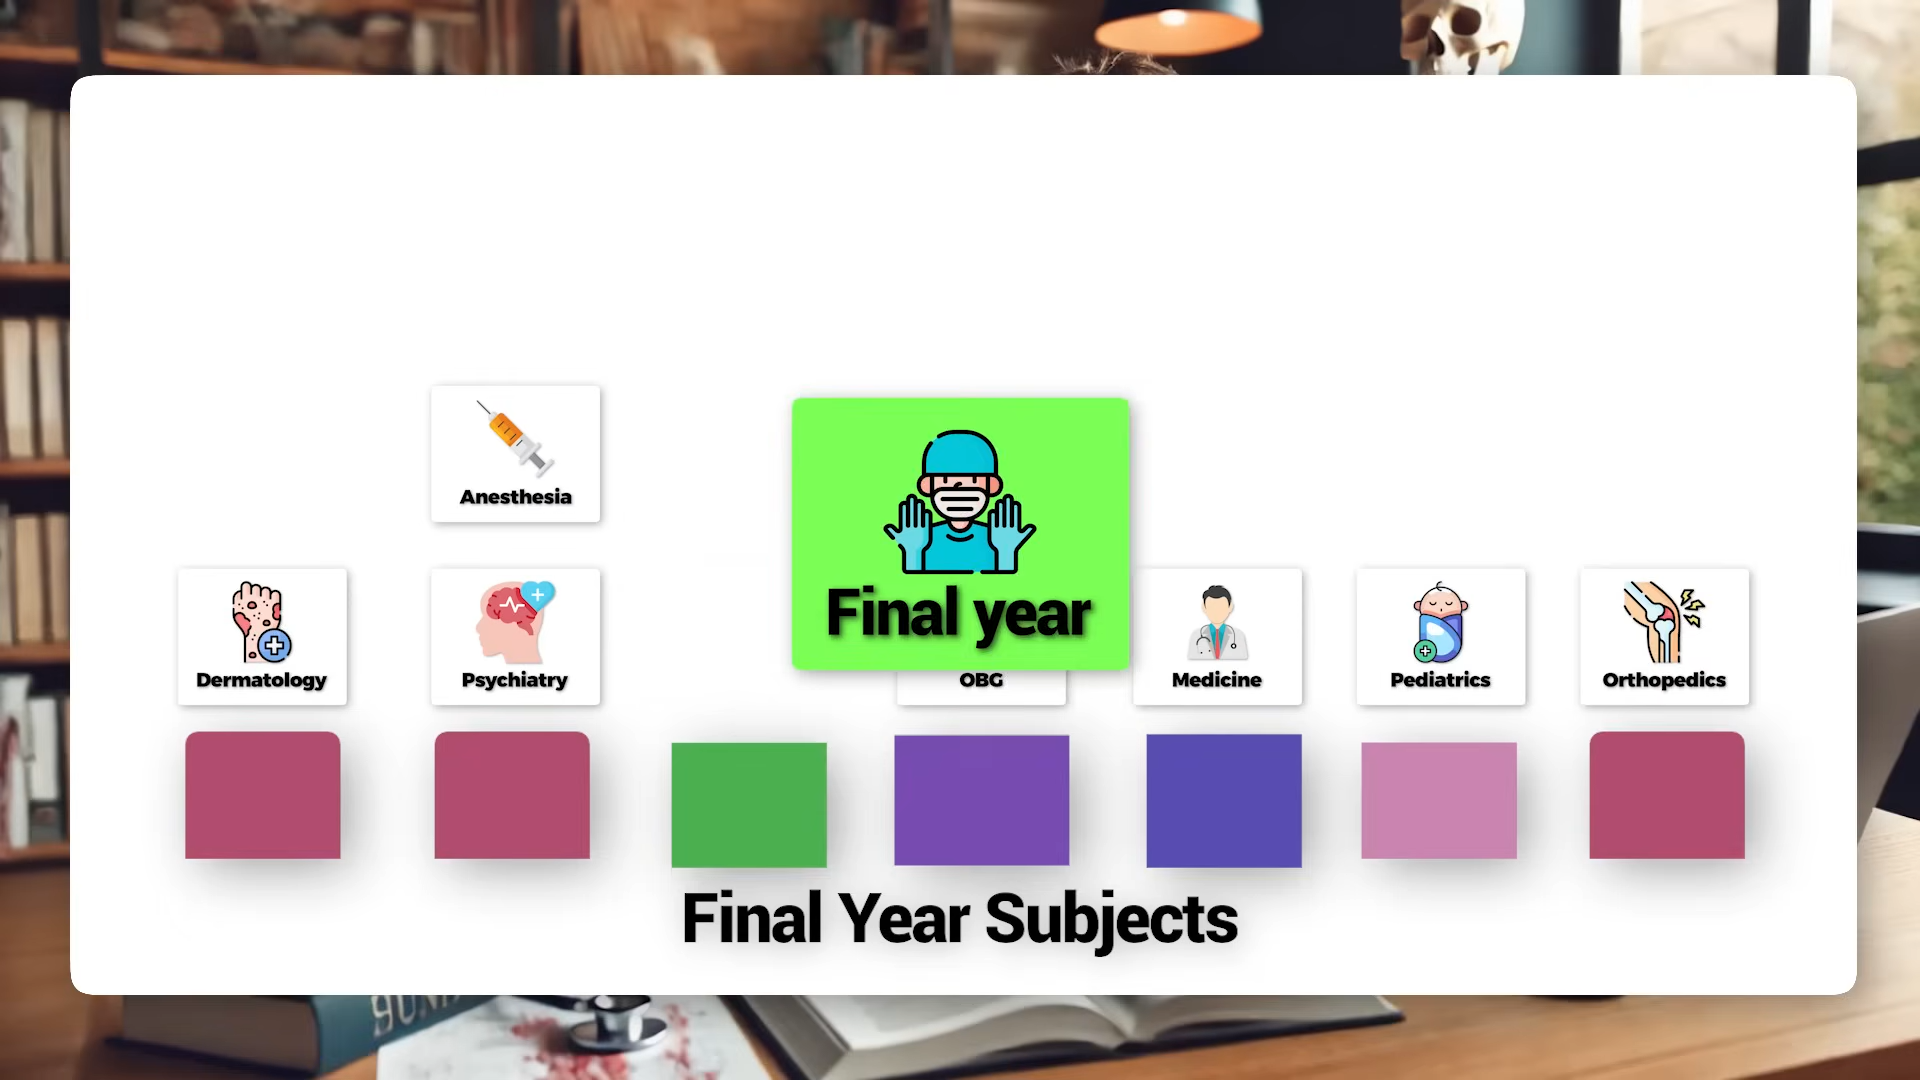 Anesthesia
Final year
Dermatology
Psychiatry
OBG
Medicine
Pediatrics
Orthopedics
Final Year Subjects